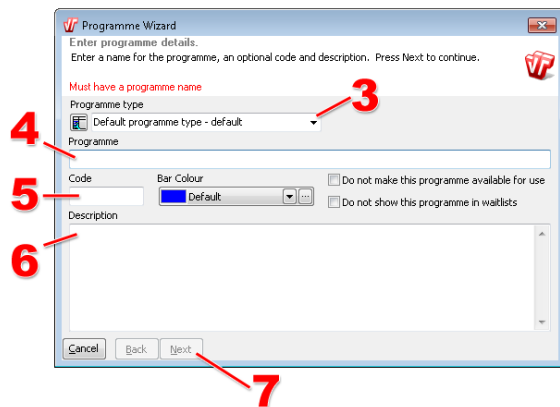 Programme Wizard
Enter programme details.
Enter a name for the programme, an optional code and description. Press Next to continue.
Must have a programme name
Programme type
3
Default programme type - default
4
Programme
Code
Bar Colour
Do not make this programme available for use
5
Default
Do not show this programme in waitlists
Description
6
Cancel
Back
Next
7